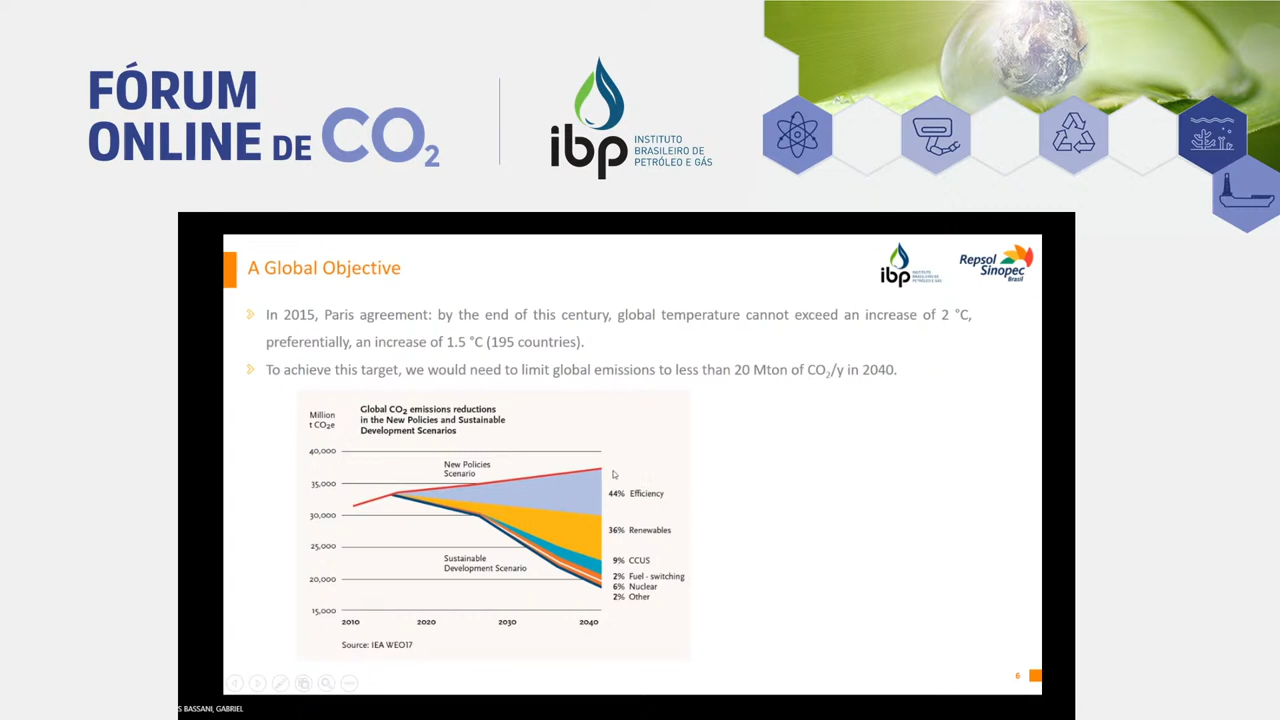 FÓRUM
ONLINE DE CO2
ibp
INSTITUTO
BRASILEIRO DE
PETRÓLEO E GÁS
A Global Objective
ibp
INSTITUTO
BRASILEIRO DE
PETRÓLEO E GÁS
Repsol
Sinopec
Brasil
In 2015, Paris agreement: by the end of this century, global temperature cannot exceed an increase of 2 °C,
preferentially, an increase of 1.5 °C (195 countries).
To achieve this target, we would need to limit global emissions to less than 20 Mton of CO2/y in 2040.
Million
t CO2e
Global CO2 emissions reductions
in the New Policies and Sustainable
Development Scenarios
40,000
35,000
30,000
25,000
20,000
15,000
New Policies
Scenario
Sustainable
Development Scenario
44% Efficiency
36% Renewables
9% CCUS
2% Fuel - switching
6% Nuclear
2% Other
2010 2020 2030 2040
Source: IEA WEO17
6
S BASSANI, GABRIEL